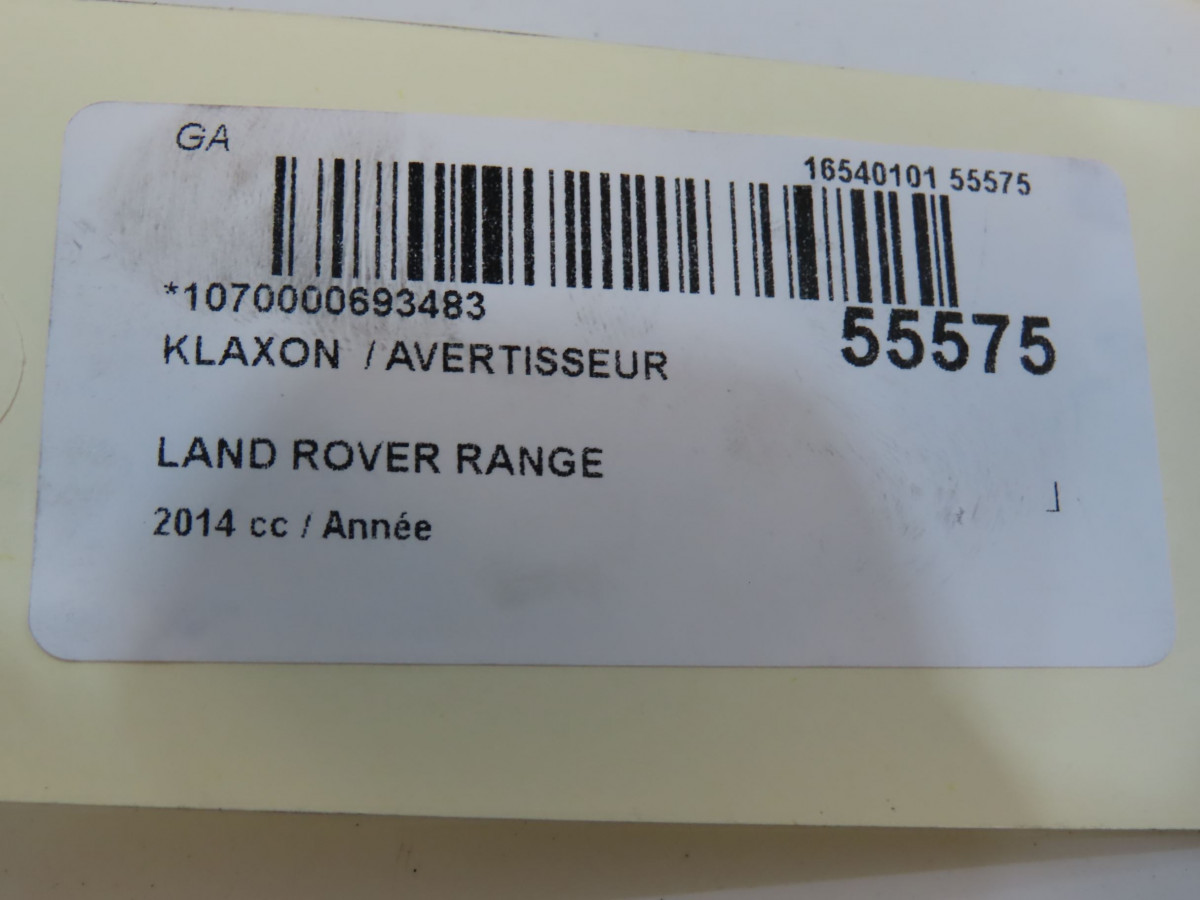 GA
16540101 55575
*1070000693483
55575
KLAXON / AVERTISSEUR
LAND ROVER RANGE
2014 cc / Année